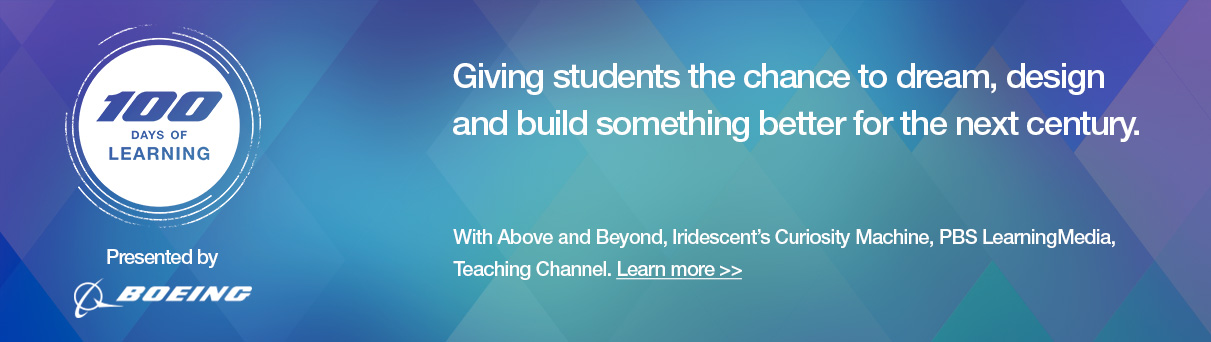 100
DAYS OF
LEARNING
Presented by
BOEING
Giving students the chance to dream, design
and build something better for the next century.
With Above and Beyond, Iridescent's Curiosity Machine, PBS LearningMedia,
Teaching Channel. Learn more >>